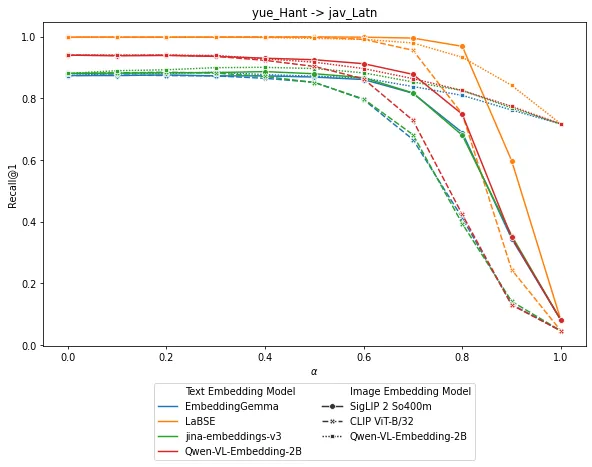 yue_Hant -> jav_Latn
1.0
0.8
0.6
0.4
0.2
0.0
Recall@1
0.0 0.2 0.4 0.6 0.8 1.0
α
Text Embedding Model Image Embedding Model
EmbeddingGemma SigLIP 2 So400m
LaBSE CLIP ViT-B/32
jina-embeddings-v3 Qwen-VL-Embedding-2B
Qwen-VL-Embedding-2B